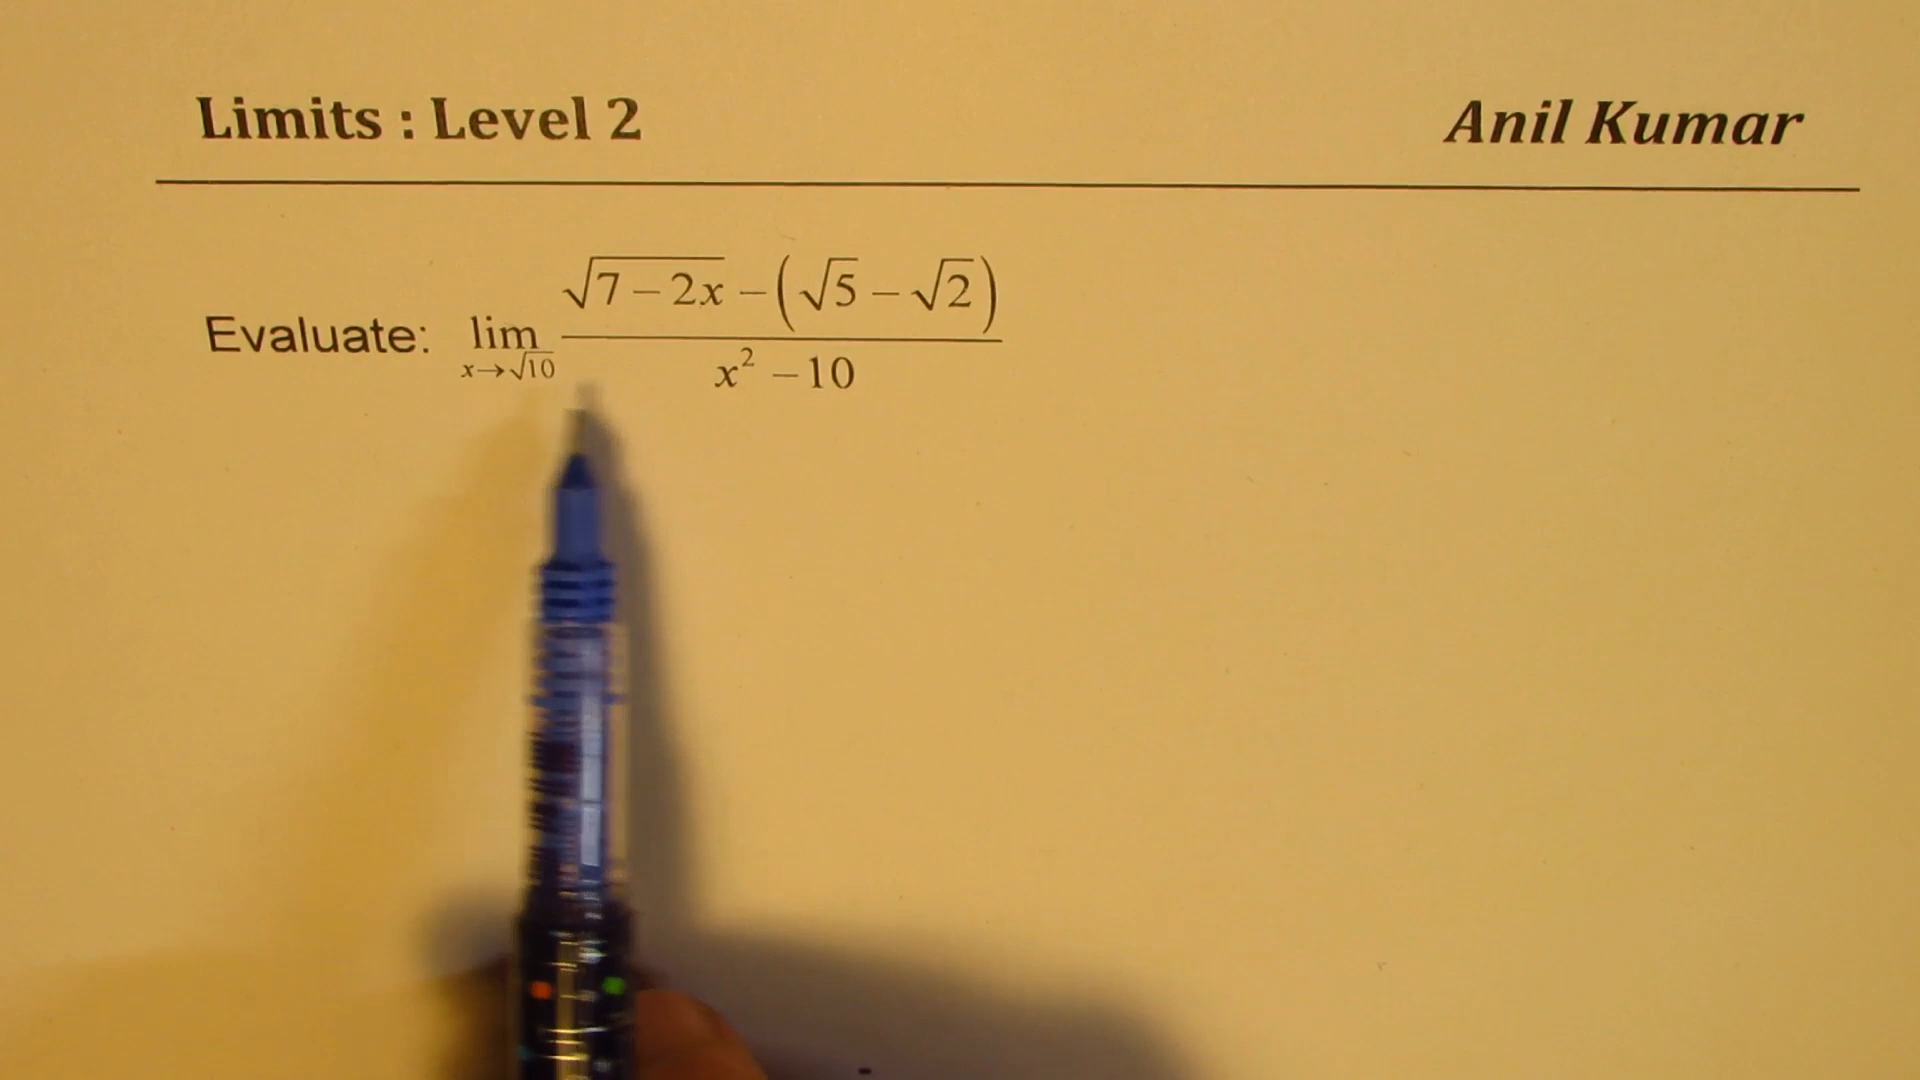 Limits : Level 2 Anil Kumar
Evaluate: lim x→√10 (√(7 – 2x) – (√5 – √2)) / (x² – 10)